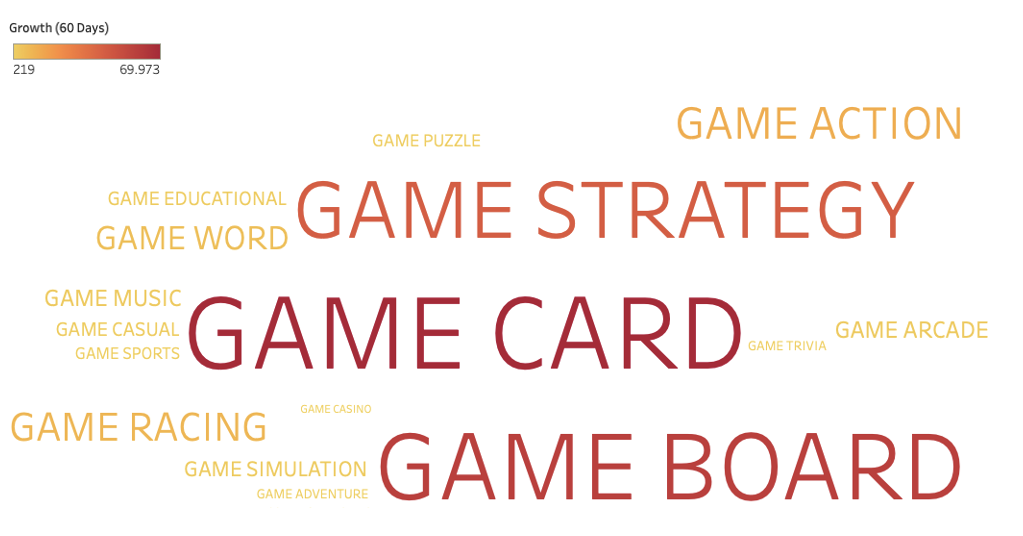 Growth (60 Days)
219 69.973
GAME ACTION
GAME PUZZLE
GAME EDUCATIONAL
GAME STRATEGY
GAME WORD
GAME MUSIC
GAME CASUAL
GAME SPORTS
GAME CARD
GAME TRIVIA
GAME ARCADE
GAME CASINO
GAME RACING
GAME BOARD
GAME SIMULATION
GAME ADVENTURE